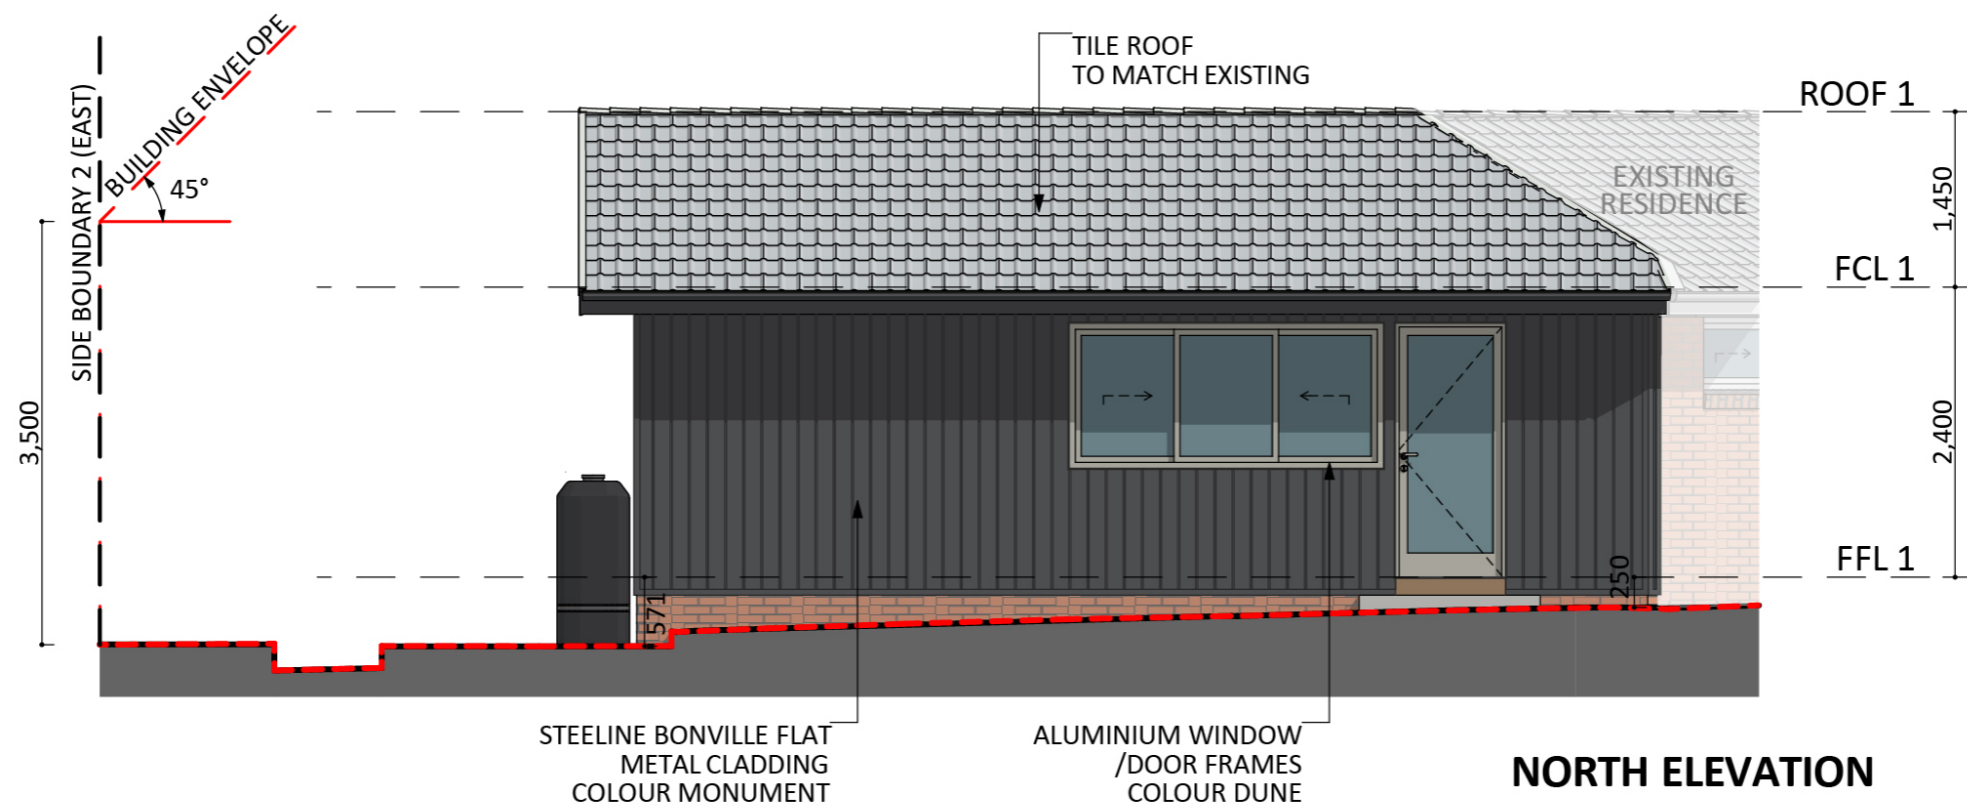 TILE ROOF
TO MATCH EXISTING
BUILDING ENVELOPE
45°
SIDE BOUNDARY 2 (EAST)
3,500
ROOF 1
EXISTING
RESIDENCE
1,450
FCL 1
2,400
FFL 1
250
571
STEELINE BONVILLE FLAT
METAL CLADDING
COLOUR MONUMENT
ALUMINIUM WINDOW
/DOOR FRAMES
COLOUR DUNE
NORTH ELEVATION